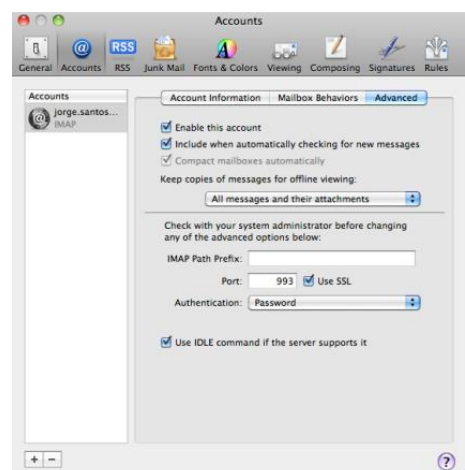 Accounts
RSS
General Accounts RSS Junk Mail Fonts & Colors Viewing Composing Signatures Rules
Accounts
jorge.santos...
IMAP
Account Information Mailbox Behaviors Advanced
Enable this account
Include when automatically checking for new messages
Compact mailboxes automatically
Keep copies of messages for offline viewing:
All messages and their attachments
Check with your system administrator before changing
any of the advanced options below:
IMAP Path Prefix:
Port: 993 Use SSL
Authentication: Password
Use IDLE command if the server supports it
+ − ?